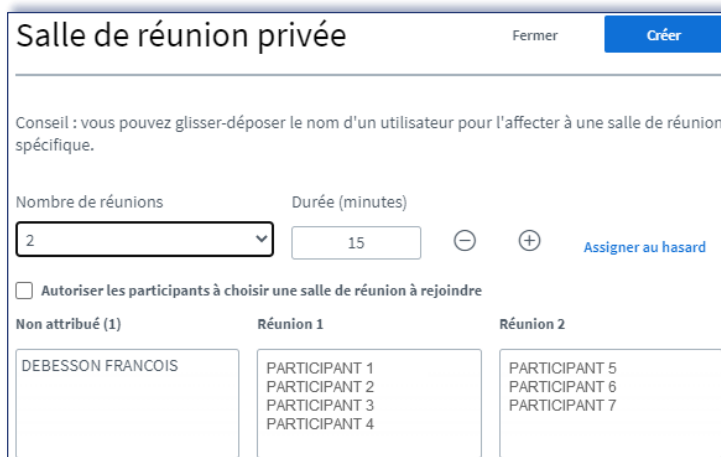 Salle de réunion privée
Fermer
Créer
Conseil : vous pouvez glisser-déposer le nom d'un utilisateur pour l'affecter à une salle de réunion
spécifique.
Nombre de réunions
Durée (minutes)
2
15
Assigner au hasard
Autoriser les participants à choisir une salle de réunion à rejoindre
Non attribué (1)
Réunion 1
Réunion 2
DEBESSON FRANCOIS
PARTICIPANT 1
PARTICIPANT 2
PARTICIPANT 3
PARTICIPANT 4
PARTICIPANT 5
PARTICIPANT 6
PARTICIPANT 7